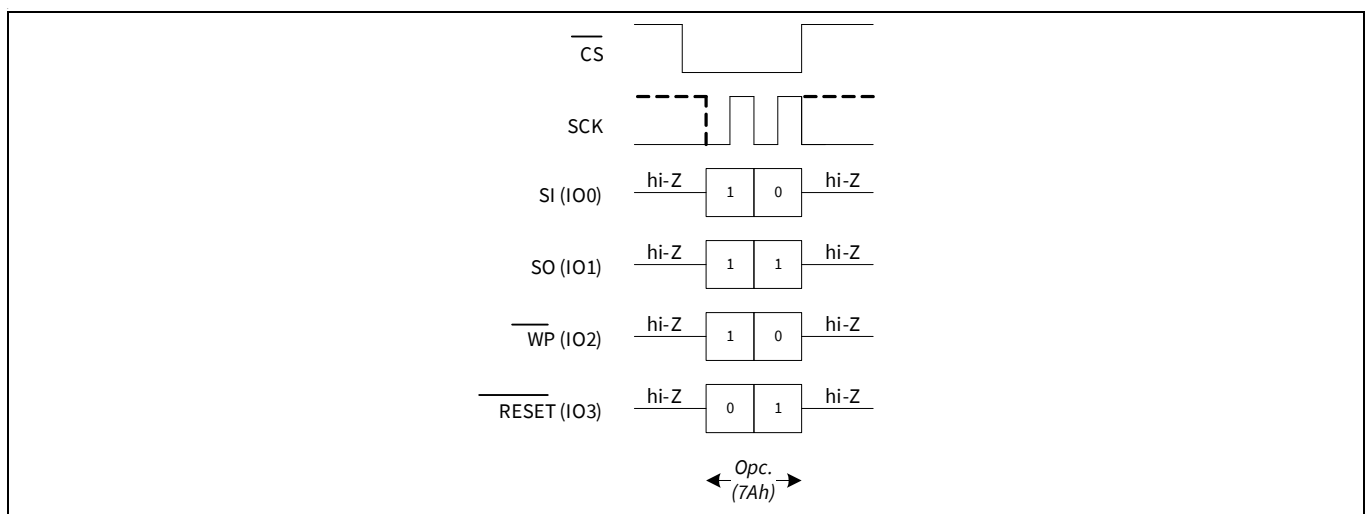 CS
SCK
SI (IO0) hi-Z 1 0 hi-Z
SO (IO1) hi-Z 1 1 hi-Z
WP (IO2) hi-Z 1 0 hi-Z
RESET (IO3) hi-Z 0 1 hi-Z
Opc.
(7Ah)